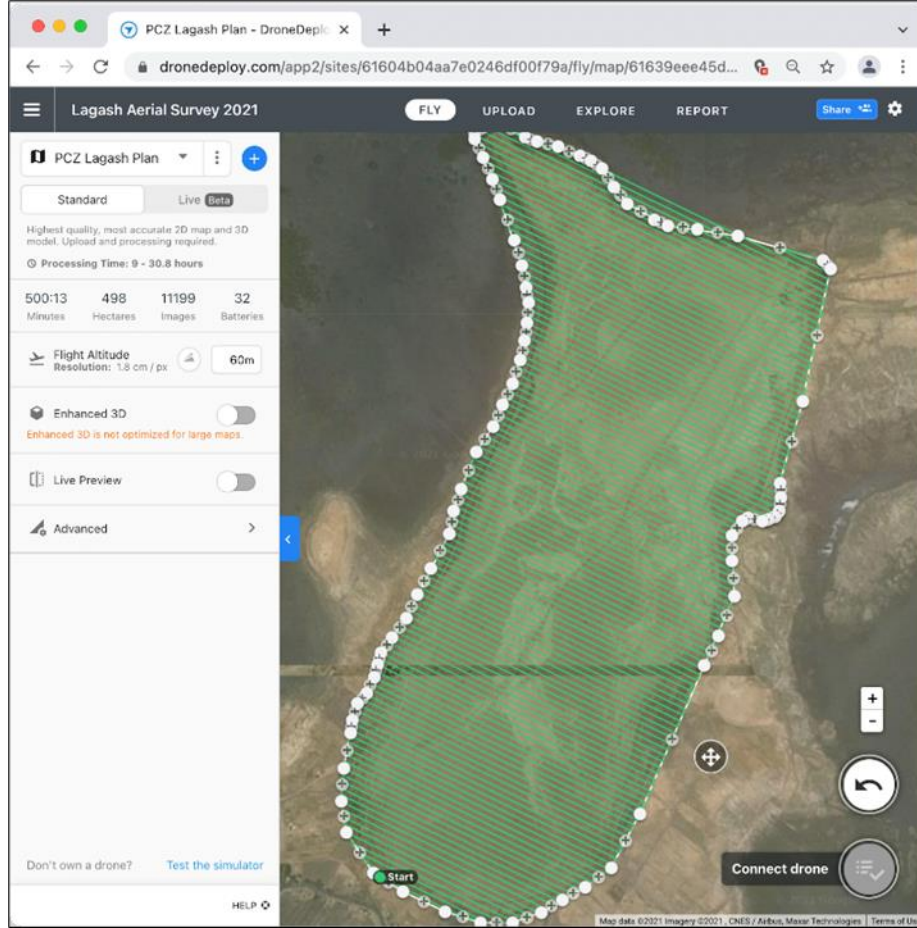 PCZ Lagash Plan - DroneDeplo
dronedeploy.com/app2/sites/61604b04aa7e0246df00f79a/fly/map/61639eee45d...
Lagash Aerial Survey 2021
FLY UPLOAD EXPLORE REPORT
Share
PCZ Lagash Plan
Standard Live Beta
Highest quality, most accurate 2D map and 3D
model. Upload and processing required.
Processing Time: 9 - 30.8 hours
500:13 498 11199 32
Minutes Hectares Images Batteries
Flight Altitude
Resolution: 1.8 cm / px
60m
Enhanced 3D
Enhanced 3D is not optimized for large maps.
Live Preview
Advanced
Start
Don't own a drone? Test the simulator
Connect drone
HELP
Map data ©2021 Imagery ©2021 , CNES / Airbus, Maxar Technologies Terms of Us